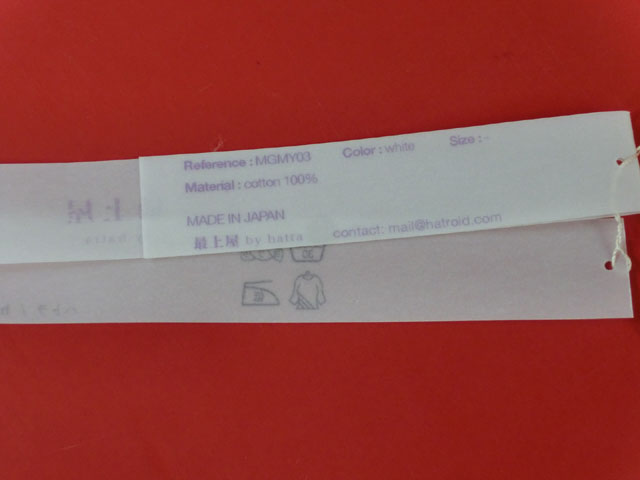 Reference : MGMY03 Color : white Size : -
Material : cotton 100%
MADE IN JAPAN
最上屋 by batta contact: mail@hatroid.com